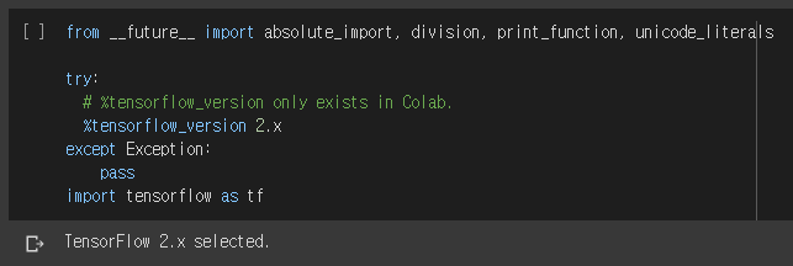 [ ] from __future__ import absolute_import, division, print_function, unicode_literals
try:
# %tensorflow_version only exists in Colab.
%tensorflow_version 2.x
except Exception:
pass
import tensorflow as tf
TensorFlow 2.x selected.